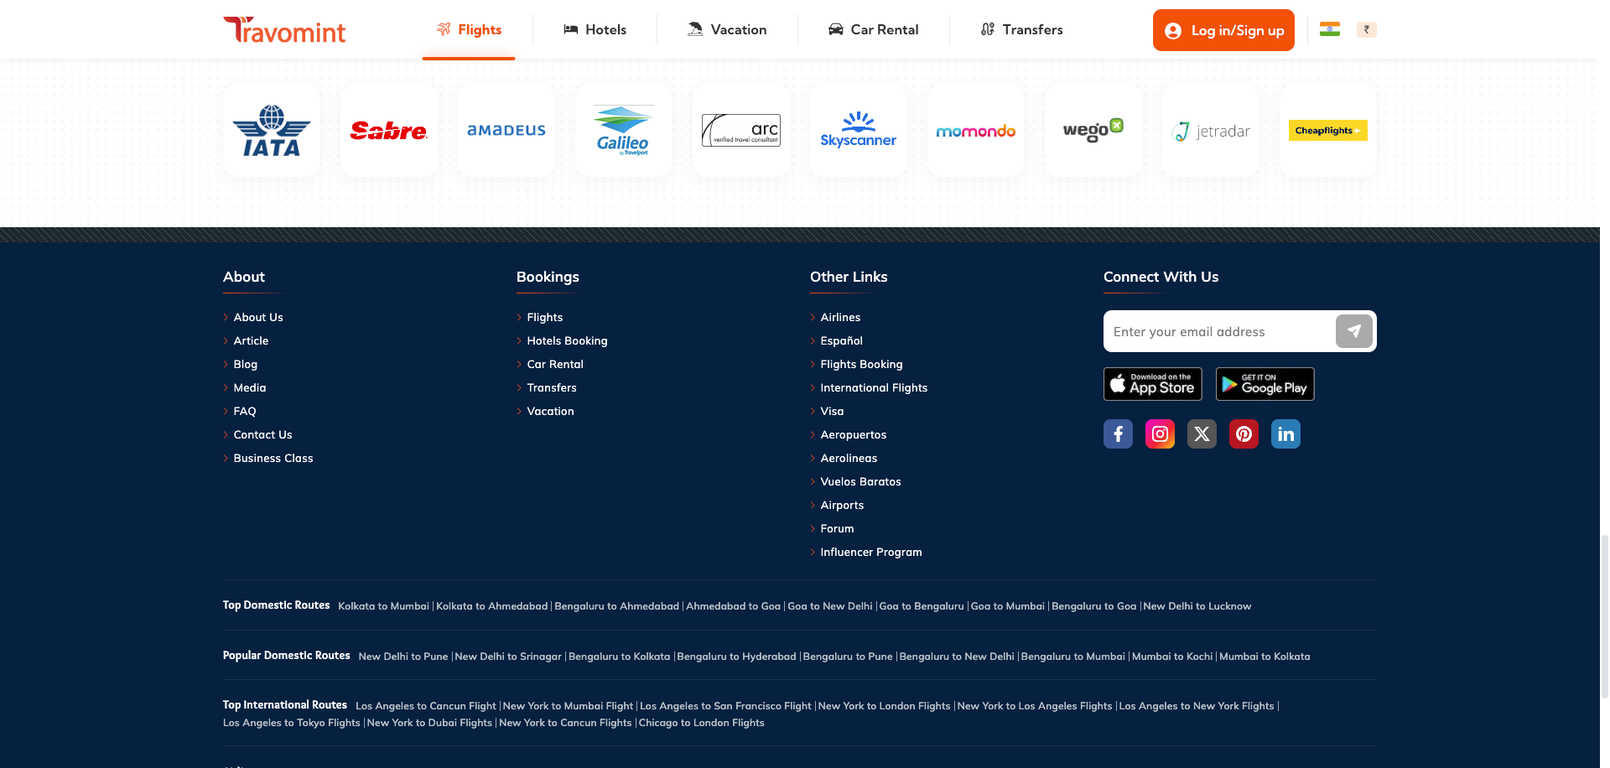 Travomint
Flights
Hotels
Vacation
Car Rental
Transfers
Log in/Sign up
₹
IATA
Sabre
amadeus
Galileo
by Travelport
arc
verified travel consultant
Skyscanner
momondo
wego
jetradar
Cheapflights
About
About Us
Article
Blog
Media
FAQ
Contact Us
Business Class
Bookings
Flights
Hotels Booking
Car Rental
Transfers
Vacation
Other Links
Airlines
Español
Flights Booking
International Flights
Visa
Aeropuertos
Aerolineas
Vuelos Baratos
Airports
Forum
Influencer Program
Connect With Us
Enter your email address
Download on the
App Store
GET IT ON
Google Play
Top Domestic Routes Kolkata to Mumbai | Kolkata to Ahmedabad | Bengaluru to Ahmedabad | Ahmedabad to Goa | Goa to New Delhi | Goa to Bengaluru | Goa to Mumbai | Bengaluru to Goa | New Delhi to Lucknow
Popular Domestic Routes New Delhi to Pune | New Delhi to Srinagar | Bengaluru to Kolkata | Bengaluru to Hyderabad | Bengaluru to Pune | Bengaluru to New Delhi | Bengaluru to Mumbai | Mumbai to Kochi | Mumbai to Kolkata
Top International Routes Los Angeles to Cancun Flight | New York to Mumbai Flight | Los Angeles to San Francisco Flight | New York to London Flights | New York to Los Angeles Flights | Los Angeles to New York Flights |
Los Angeles to Tokyo Flights | New York to Dubai Flights | New York to Cancun Flights | Chicago to London Flights